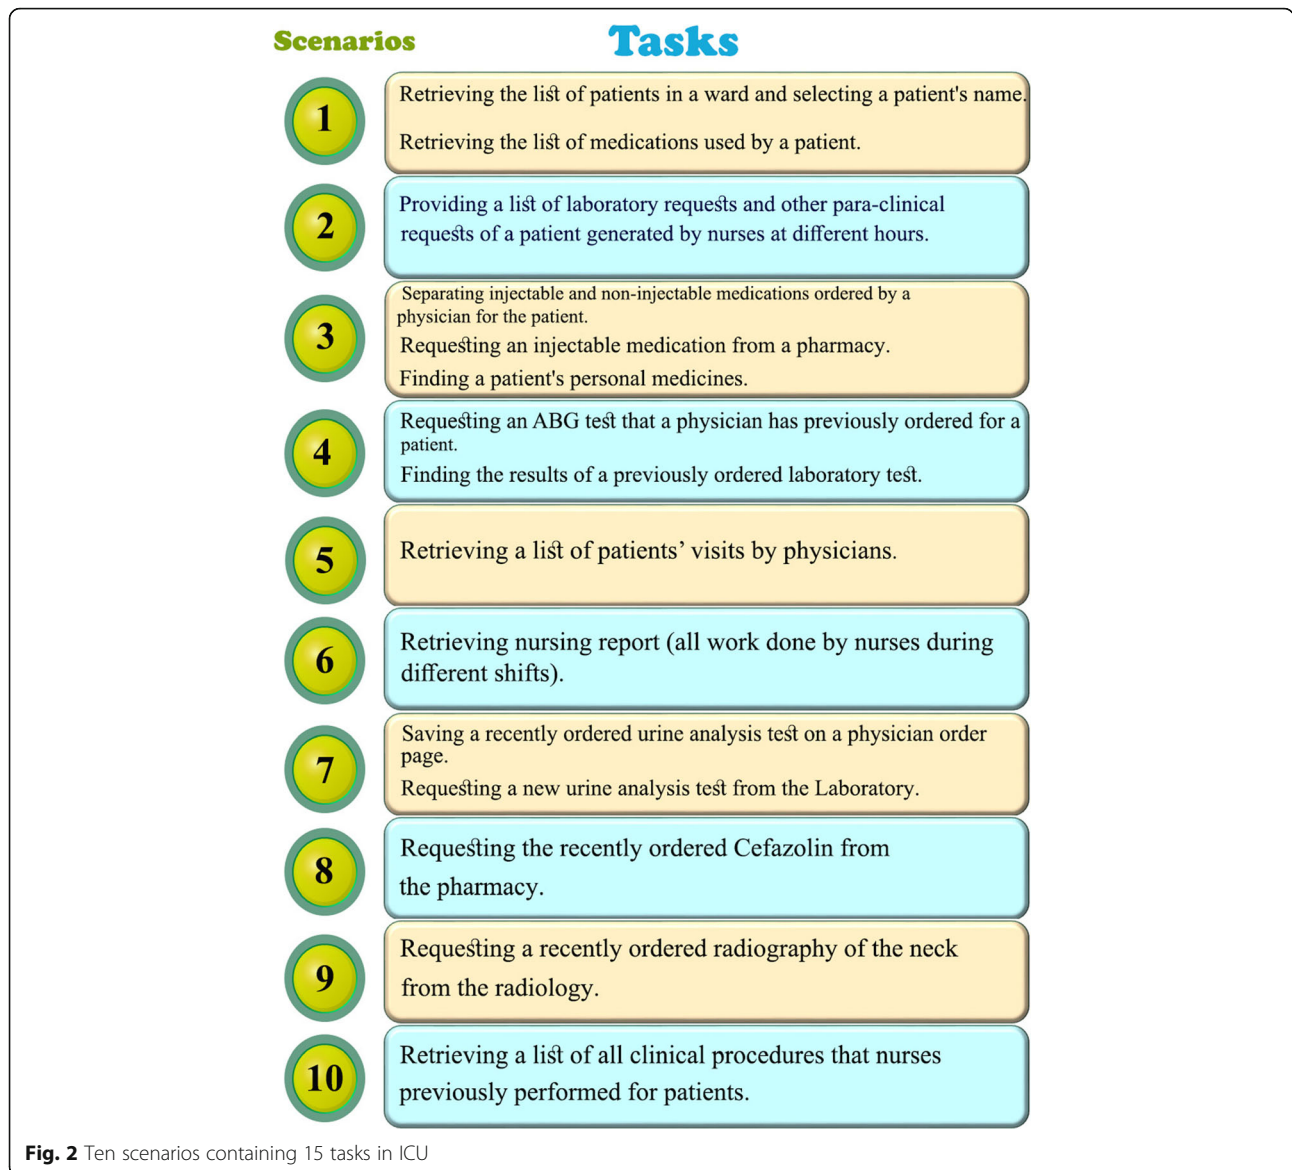 Scenarios Tasks
1
Retrieving the list of patients in a ward and selecting a patient's name.
Retrieving the list of medications used by a patient.
2
Providing a list of laboratory requests and other para-clinical
requests of a patient generated by nurses at different hours.
3
Separating injectable and non-injectable medications ordered by a
physician for the patient.
Requesting an injectable medication from a pharmacy.
Finding a patient's personal medicines.
4
Requesting an ABG test that a physician has previously ordered for a
patient.
Finding the results of a previously ordered laboratory test.
5
Retrieving a list of patients’ visits by physicians.
6
Retrieving nursing report (all work done by nurses during
different shifts).
7
Saving a recently ordered urine analysis test on a physician order
page.
Requesting a new urine analysis test from the Laboratory.
8
Requesting the recently ordered Cefazolin from
the pharmacy.
9
Requesting a recently ordered radiography of the neck
from the radiology.
10
Retrieving a list of all clinical procedures that nurses
previously performed for patients.
Fig. 2 Ten scenarios containing 15 tasks in ICU